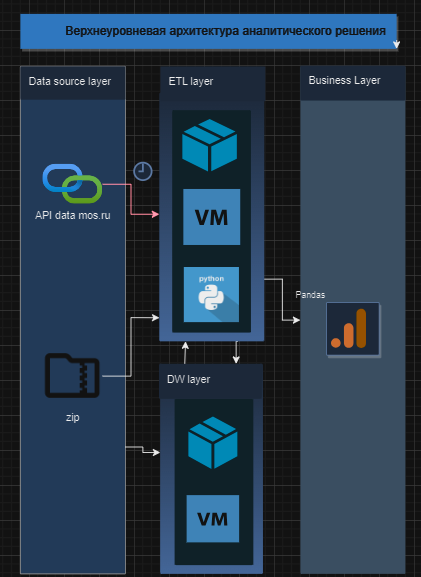 Верхнеуровневая архитектура аналитического решения
Data source layer
ETL layer
Business Layer
API data mos.ru
VM
python
Pandas
zip
DW layer
VM